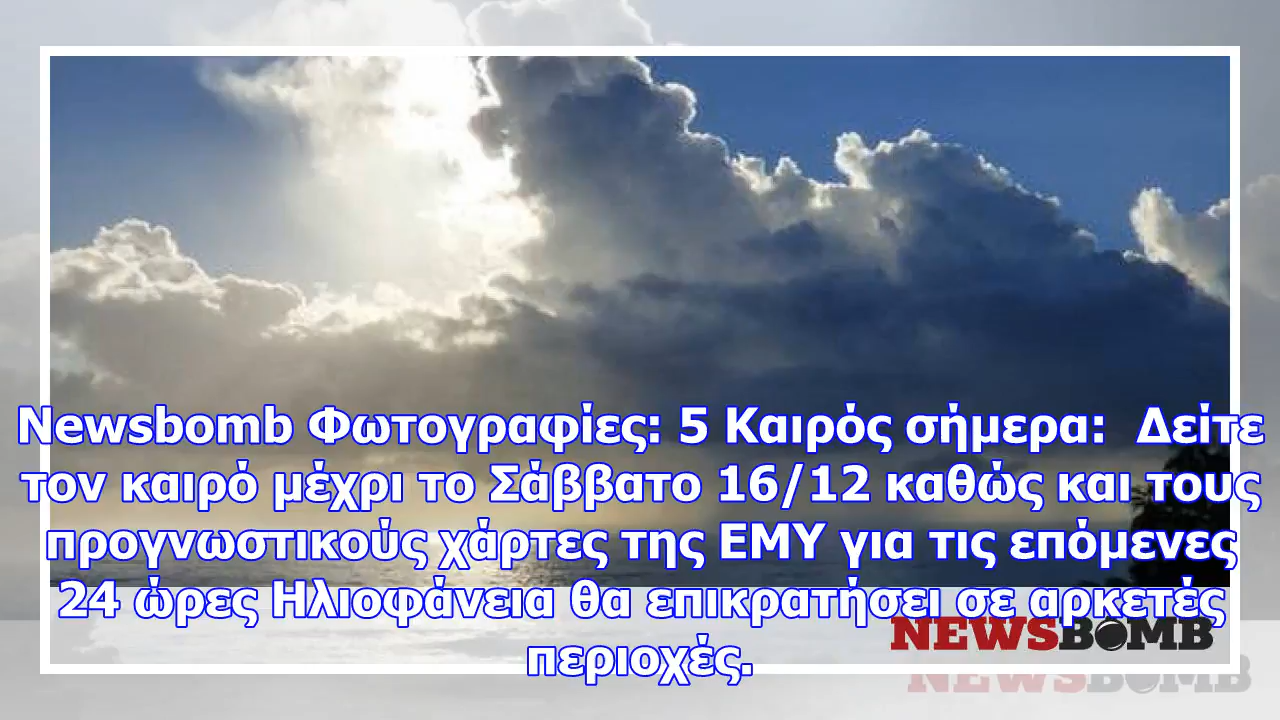 Newsbomb Φωτογραφίες: 5 Καιρός σήμερα: Δείτε
τον καιρό μέχρι το Σάββατο 16/12 καθώς και τους
προγνωστικούς χάρτες της ΕΜΥ για τις επόμενες
24 ώρες Ηλιοφάνεια θα επικρατήσει σε αρκετές
περιοχές.
NEWSBOMB
NEWSBOMB